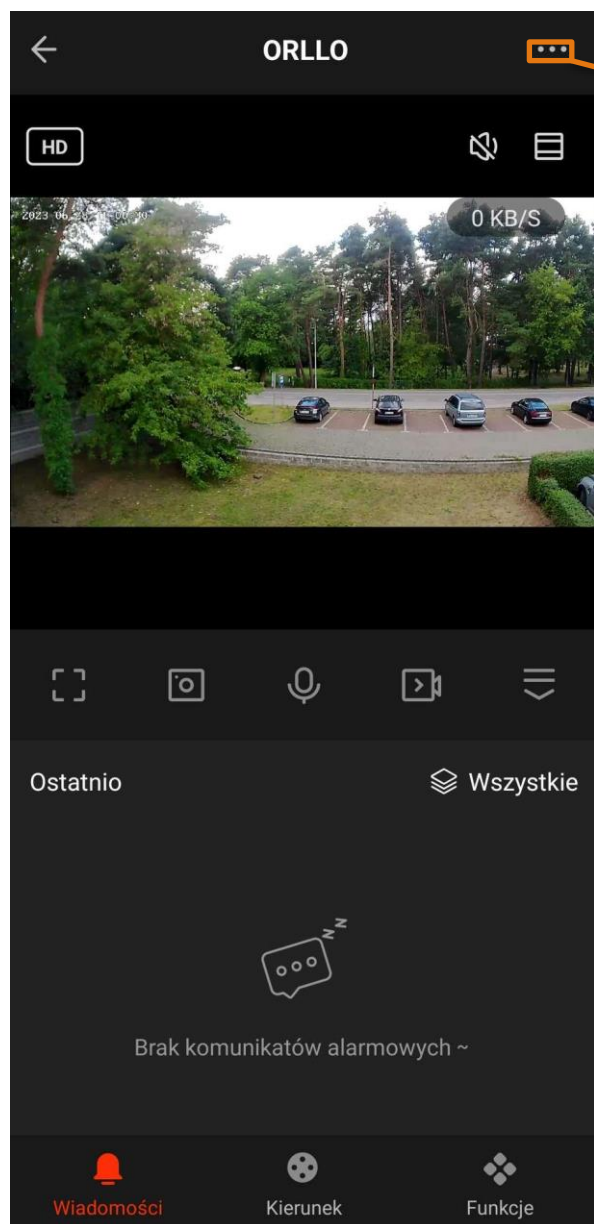 ORLLO
HD
0 KB/S
Ostatnio
Wszystkie
z z
Brak komunikatów alarmowych ~
Wiadomości
Kierunek
Funkcje